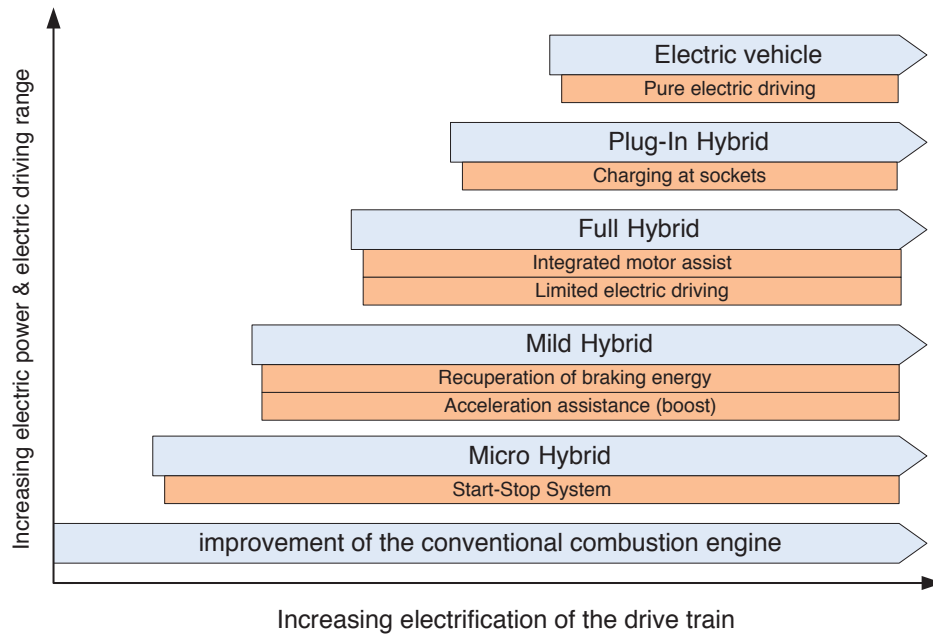 Increasing electric power & electric driving range
Electric vehicle
Pure electric driving
Plug-In Hybrid
Charging at sockets
Full Hybrid
Integrated motor assist
Limited electric driving
Mild Hybrid
Recuperation of braking energy
Acceleration assistance (boost)
Micro Hybrid
Start-Stop System
improvement of the conventional combustion engine
Increasing electrification of the drive train